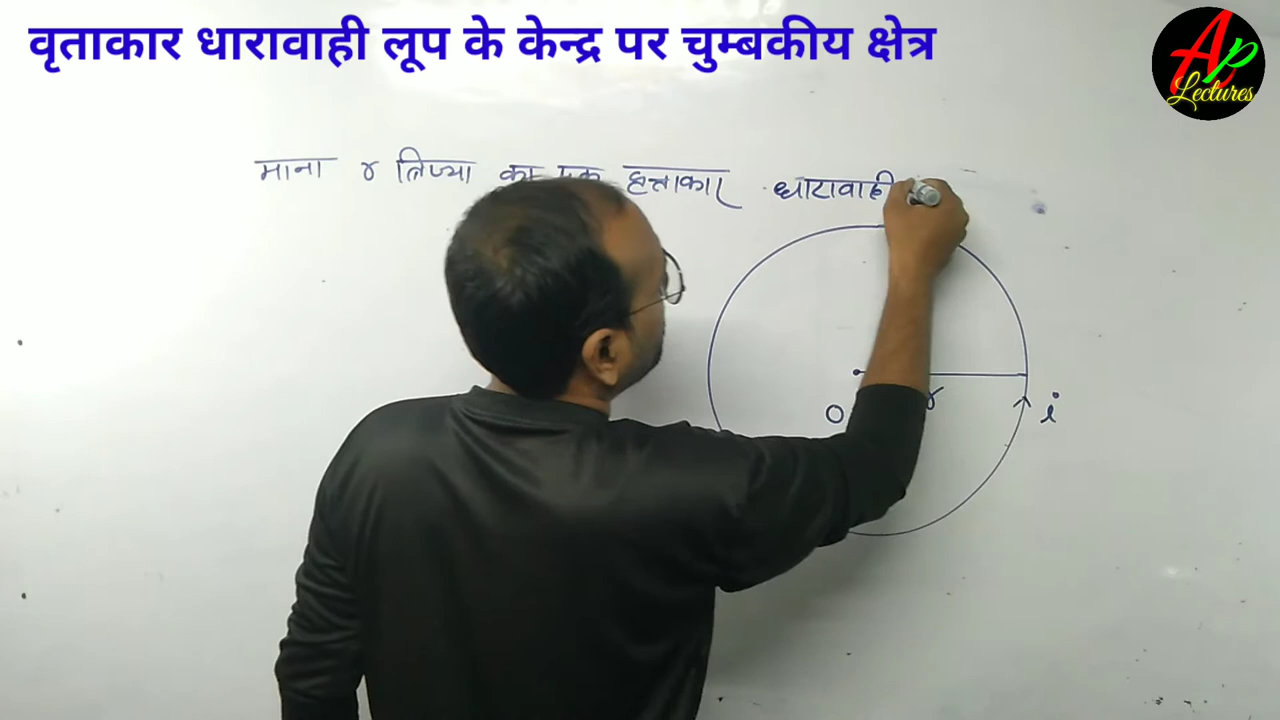 वृताकार धारावाही लूप के केन्द्र पर चुम्बकीय क्षेत्र
AP
Lectures
माना r त्रिज्या का एक वृत्ताकार धारावाही
O r i